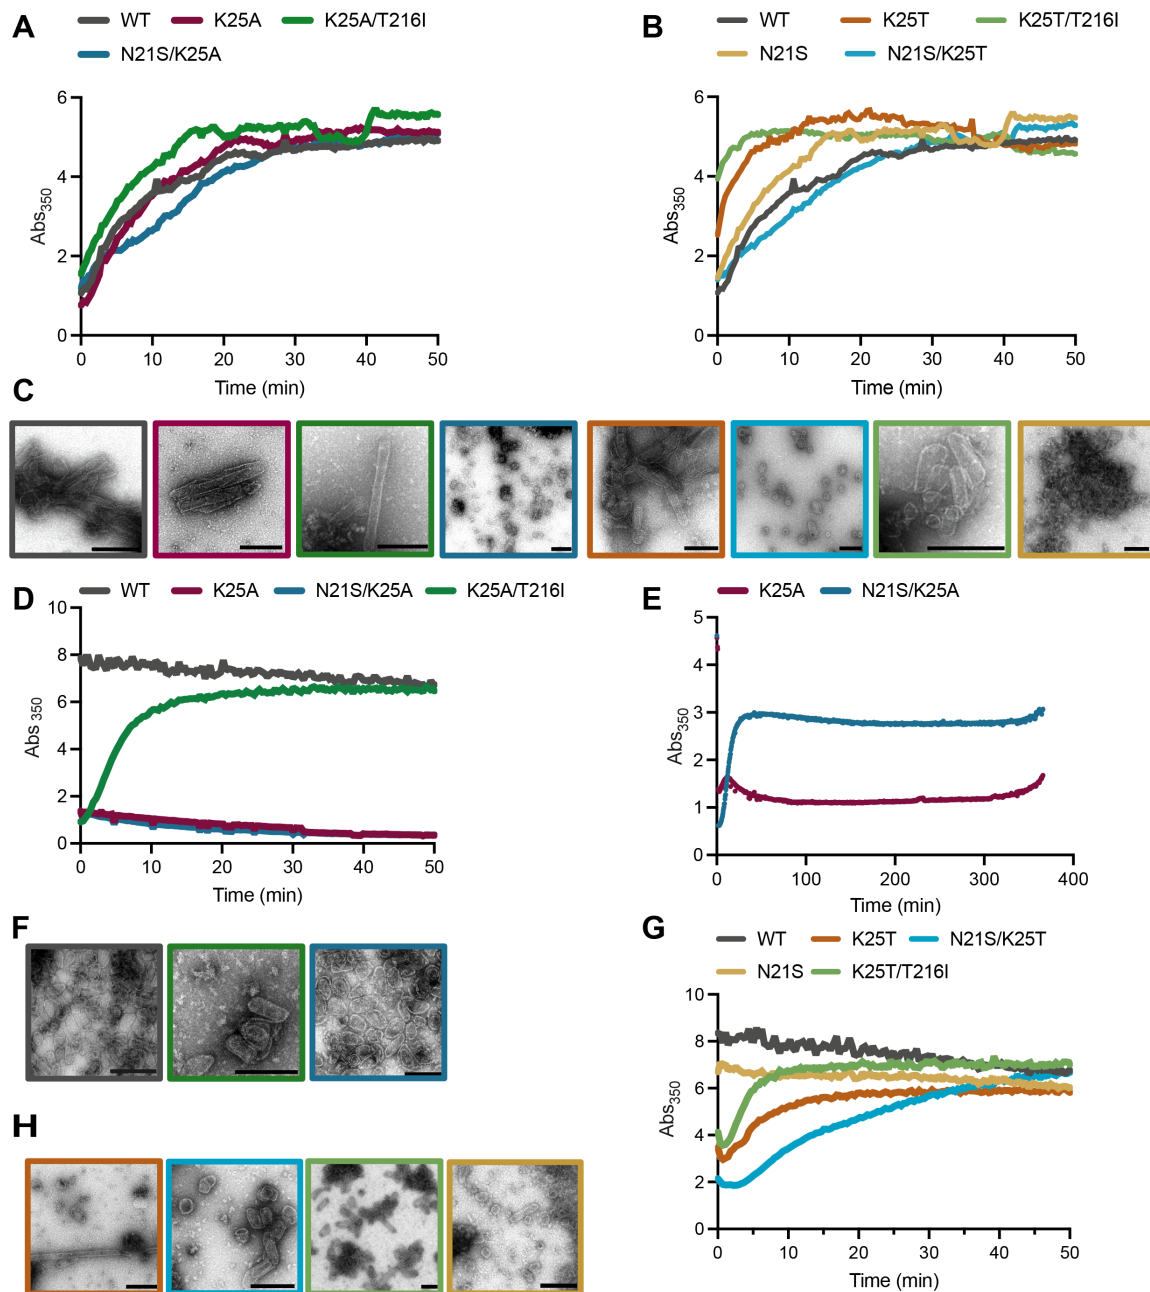 A
WT K25A K25A/T216I
N21S/K25A
6
4
2
0
Abs350
0 10 20 30 40 50
Time (min)
B
WT K25T K25T/T216I
N21S N21S/K25T
6
4
2
0
Abs350
0 10 20 30 40 50
Time (min)
C
D
WT K25A N21S/K25A K25A/T216I
10
8
6
4
2
0
Abs 350
0 10 20 30 40 50
Time (min)
E
K25A N21S/K25A
5
4
3
2
1
0
Abs350
0 100 200 300 400
Time (min)
F
G
WT K25T N21S/K25T
N21S K25T/T216I
10
8
6
4
2
0
Abs350
0 10 20 30 40 50
Time (min)
H